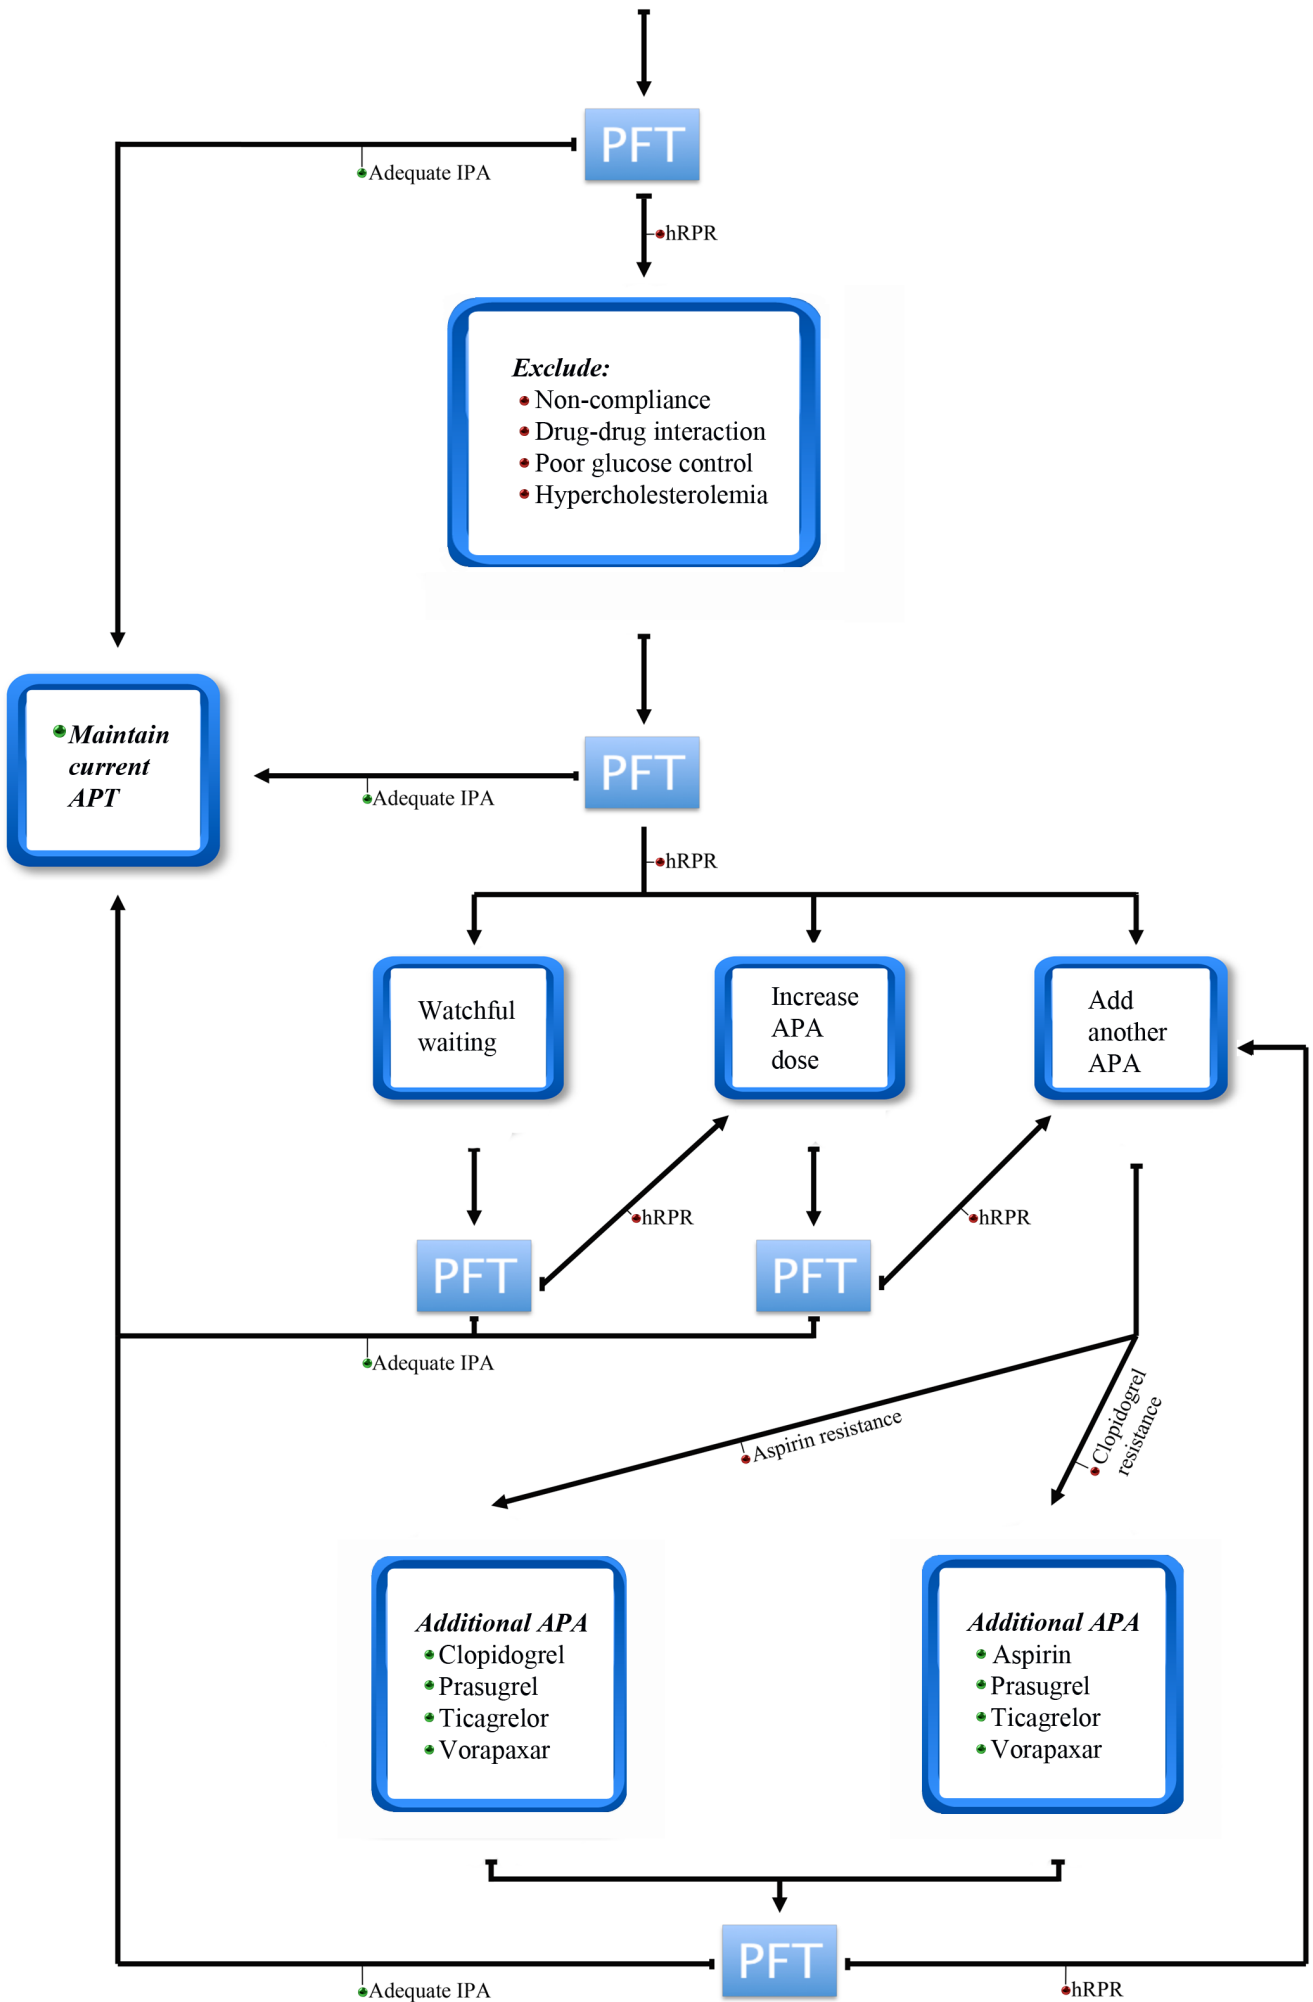 PFT
Adequate IPA
hRPR
Exclude:
Non-compliance
Drug-drug interaction
Poor glucose control
Hypercholesterolemia
Maintain
current
APT
PFT
Adequate IPA
hRPR
Watchful
waiting
Increase
APA
dose
Add
another
APA
hRPR
hRPR
PFT
PFT
Adequate IPA
Aspirin resistance
Clopidogrel
resistance
Additional APA
Clopidogrel
Prasugrel
Ticagrelor
Vorapaxar
Additional APA
Aspirin
Prasugrel
Ticagrelor
Vorapaxar
PFT
Adequate IPA
hRPR